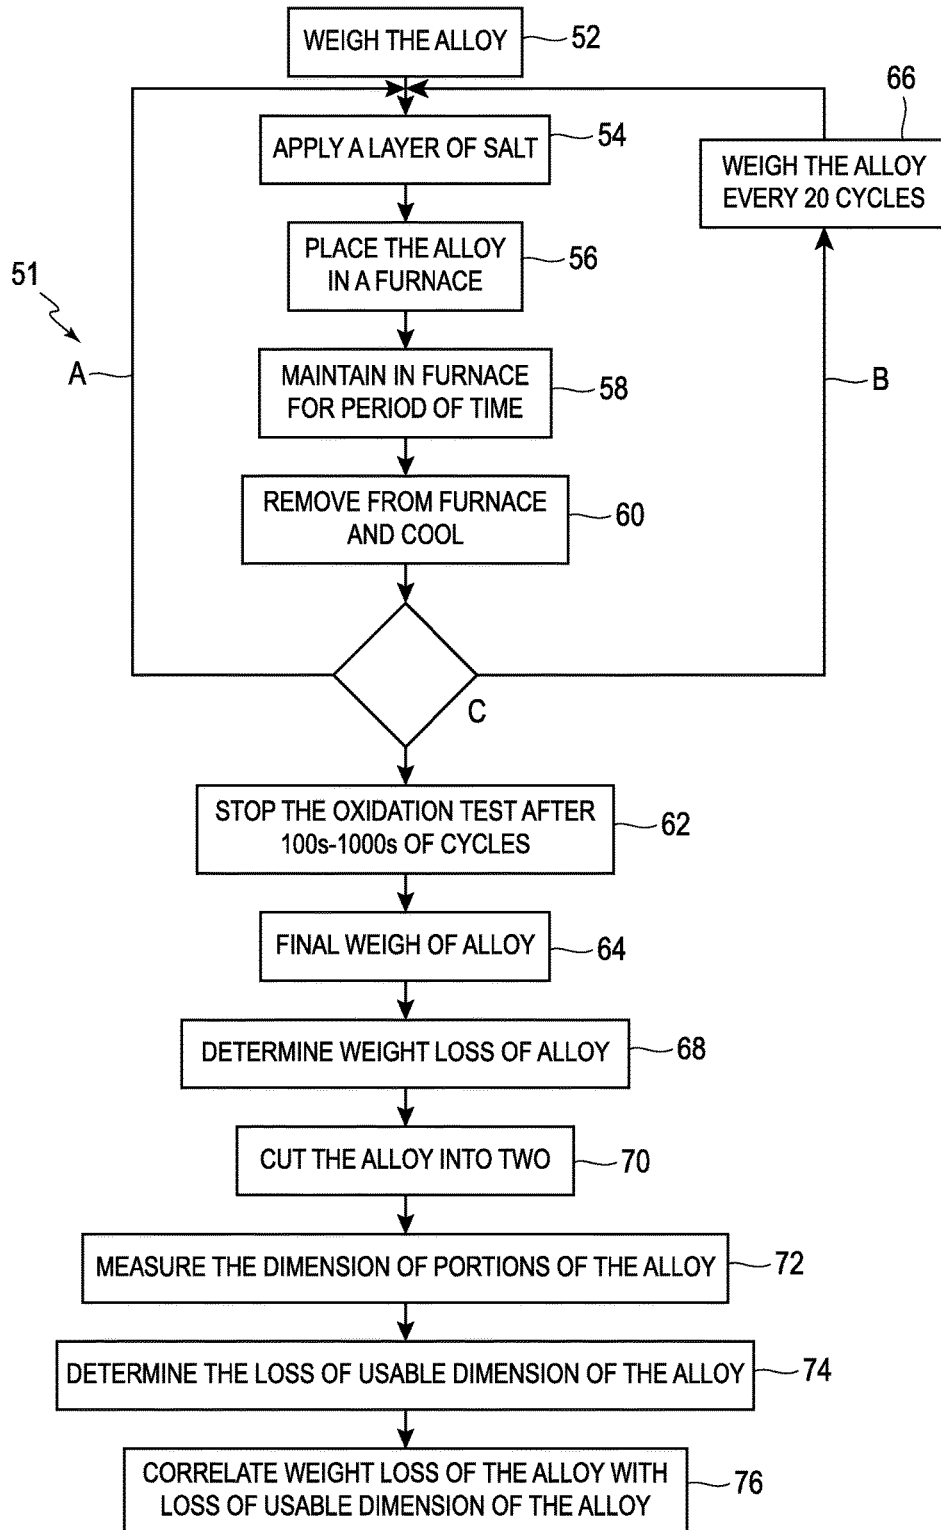 WEIGH THE ALLOY
52
66
APPLY A LAYER OF SALT
54
WEIGH THE ALLOY
EVERY 20 CYCLES
PLACE THE ALLOY
IN A FURNACE
56
51
A
MAINTAIN IN FURNACE
FOR PERIOD OF TIME
58
B
REMOVE FROM FURNACE
AND COOL
60
C
STOP THE OXIDATION TEST AFTER
100s-1000s OF CYCLES
62
FINAL WEIGH OF ALLOY
64
DETERMINE WEIGHT LOSS OF ALLOY
68
CUT THE ALLOY INTO TWO
70
MEASURE THE DIMENSION OF PORTIONS OF THE ALLOY
72
DETERMINE THE LOSS OF USABLE DIMENSION OF THE ALLOY
74
CORRELATE WEIGHT LOSS OF THE ALLOY WITH
LOSS OF USABLE DIMENSION OF THE ALLOY
76